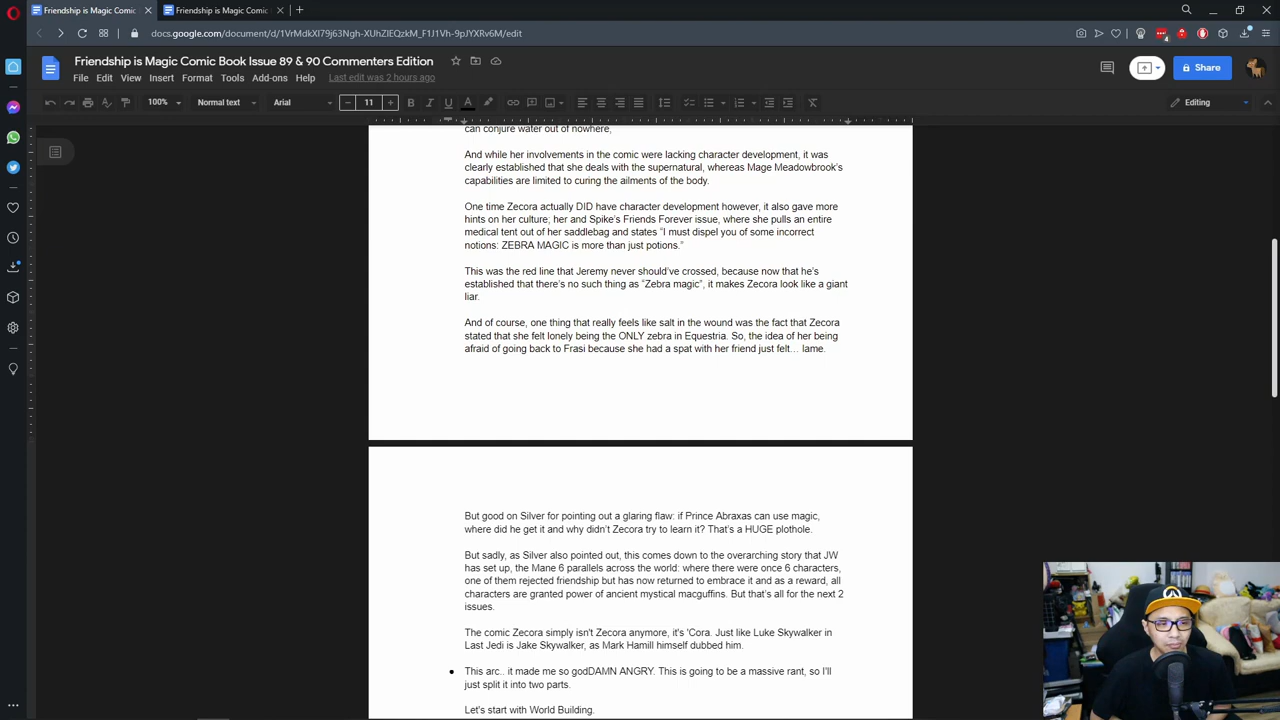 Friendship is Magic Comic Bo
Friendship is Magic Comic Bo
docs.google.com/document/d/1VrMdkXl79j63Ngh-XUhZlEQzkM_F1J1Vh-9pJYXRv6M/edit
Friendship is Magic Comic Book Issue 89 & 90 Commenters Edition
Share
File Edit View Insert Format Tools Add-ons Help Last edit was 2 hours ago
100% Normal text Arial 11 Editing
can conjure water out of nowhere,
And while her involvements in the comic were lacking character development, it was
clearly established that she deals with the supernatural, whereas Mage Meadowbrook's
capabilities are limited to curing the ailments of the body.
One time Zecora actually DID have character development however, it also gave more
hints on her culture; her and Spike's Friends Forever issue, where she pulls an entire
medical tent out of her saddlebag and states "I must dispel you of some incorrect
notions: ZEBRA MAGIC is more than just potions."
This was the red line that Jeremy never should've crossed, because now that he's
established that there's no such thing as "Zebra magic", it makes Zecora look like a giant
liar.
And of course, one thing that really feels like salt in the wound was the fact that Zecora
stated that she felt lonely being the ONLY zebra in Equestria. So, the idea of her being
afraid of going back to Frasi because she had a spat with her friend just felt... lame.
But good on Silver for pointing out a glaring flaw: if Prince Abraxas can use magic,
where did he get it and why didn't Zecora try to learn it? That's a HUGE plothole.
But sadly, as Silver also pointed out, this comes down to the overarching story that JW
has set up, the Mane 6 parallels across the world: where there were once 6 characters,
one of them rejected friendship but has now returned to embrace it and as a reward, all
characters are granted power of ancient mystical macguffins. But that's all for the next 2
issues.
The comic Zecora simply isn't Zecora anymore, it's 'Cora. Just like Luke Skywalker in
Last Jedi is Jake Skywalker, as Mark Hamill himself dubbed him.
● This arc.. it made me so godDAMN ANGRY. This is going to be a massive rant, so I'll
just split it into two parts.
Let's start with World Building.